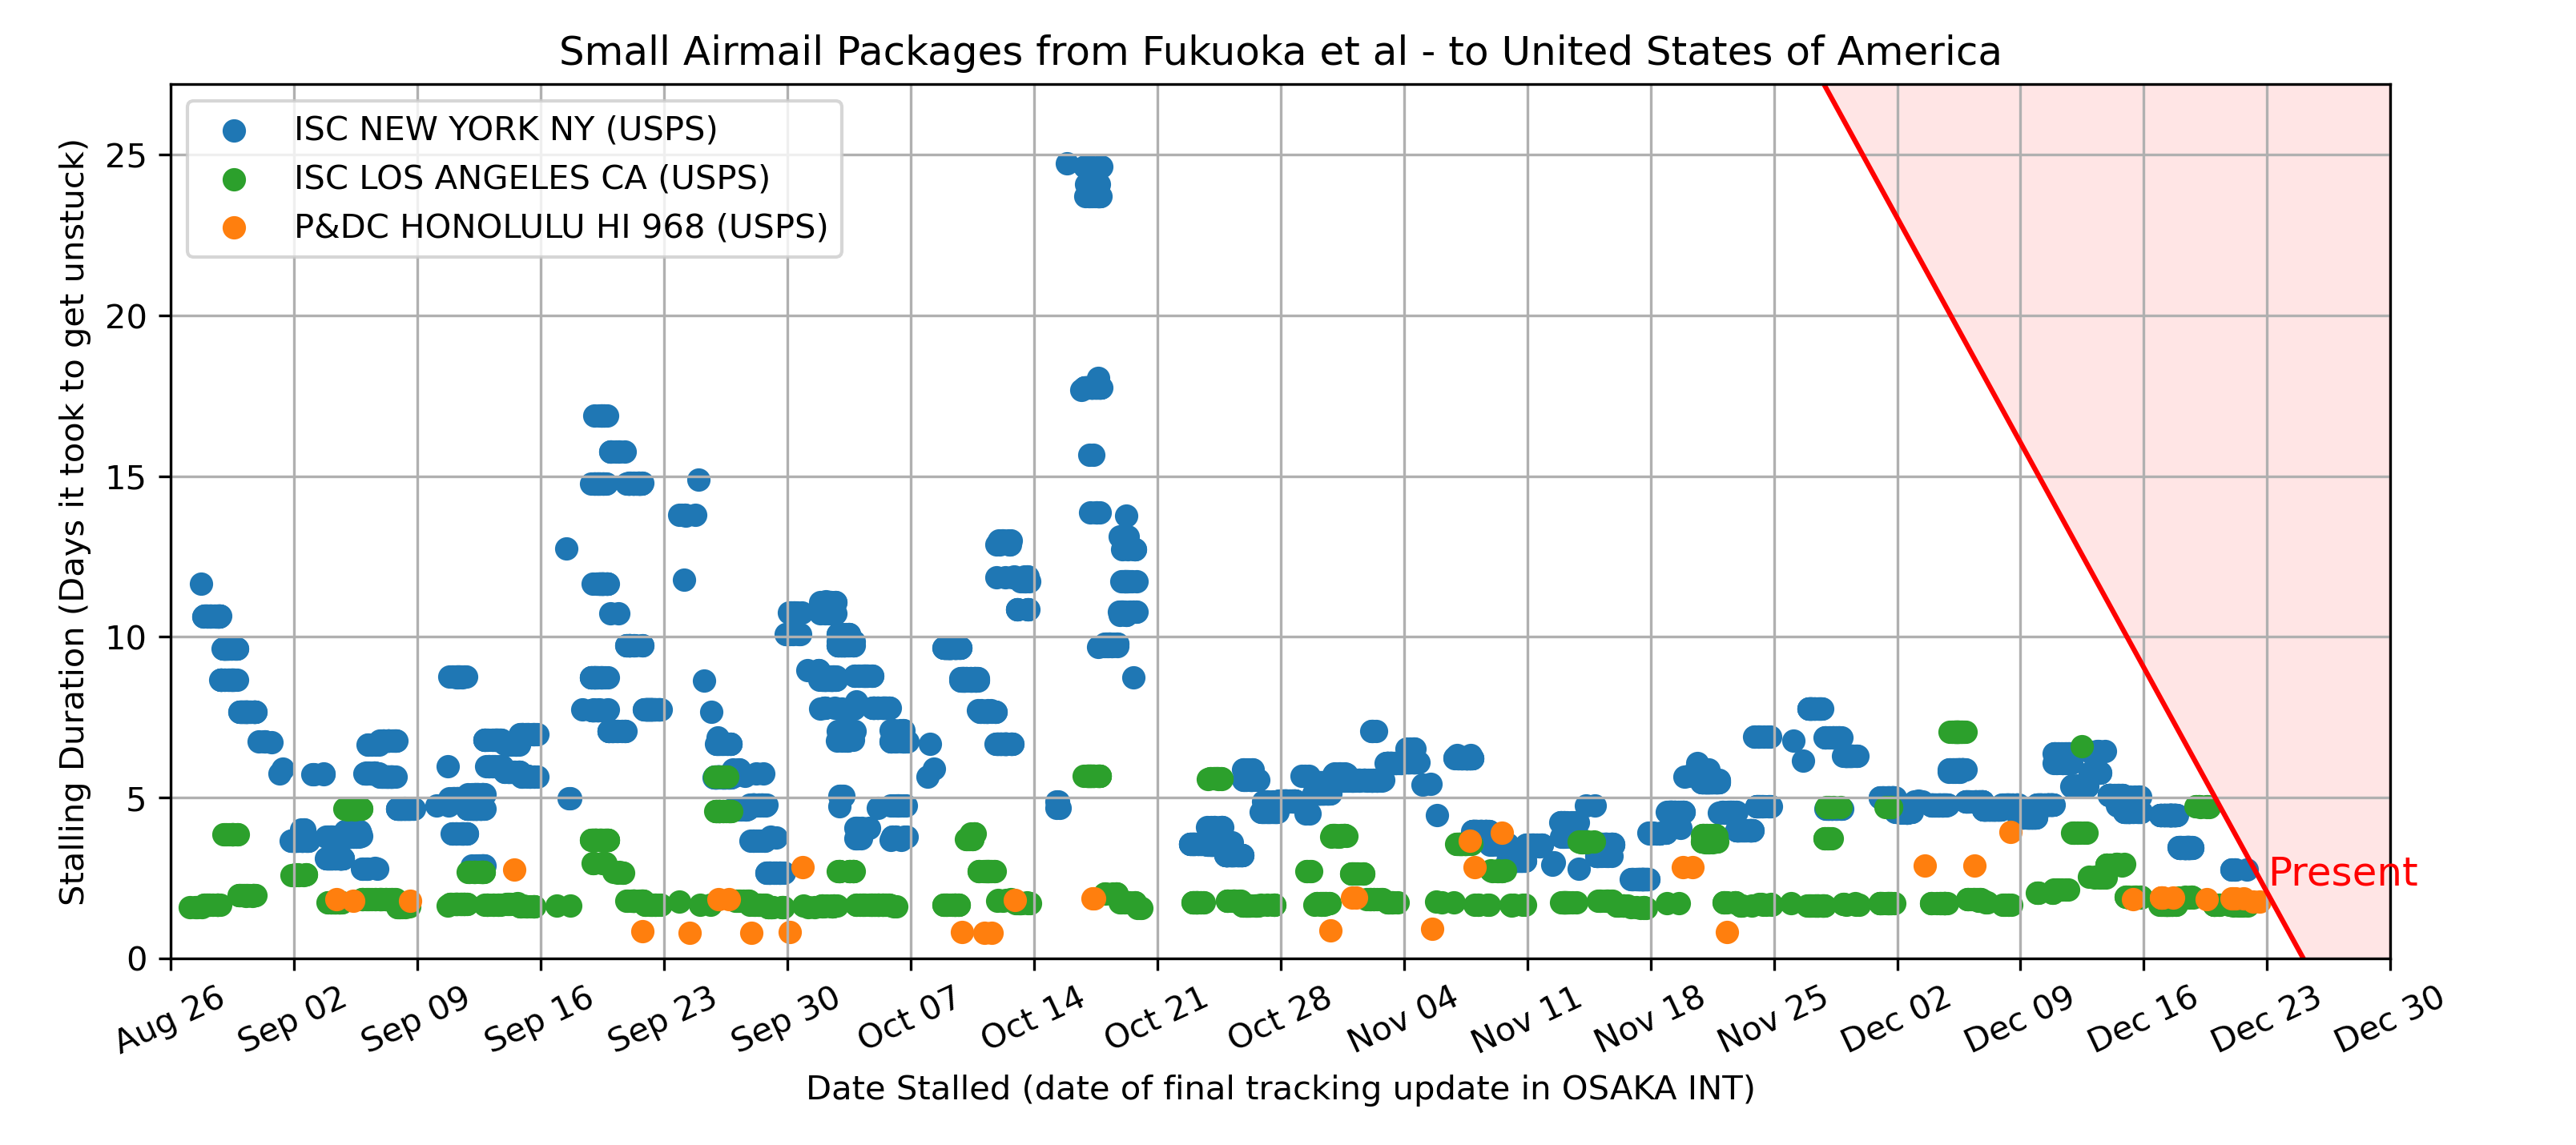 Small Airmail Packages from Fukuoka et al - to United States of America
ISC NEW YORK NY (USPS)
ISC LOS ANGELES CA (USPS)
P&DC HONOLULU HI 968 (USPS)
Stalling Duration (Days it took to get unstuck)
25
20
15
10
5
0
Present
Aug 26
Sep 02
Sep 09
Sep 16
Sep 23
Sep 30
Oct 07
Oct 14
Oct 21
Oct 28
Nov 04
Nov 11
Nov 18
Nov 25
Dec 02
Dec 09
Dec 16
Dec 23
Dec 30
Date Stalled (date of final tracking update in OSAKA INT)